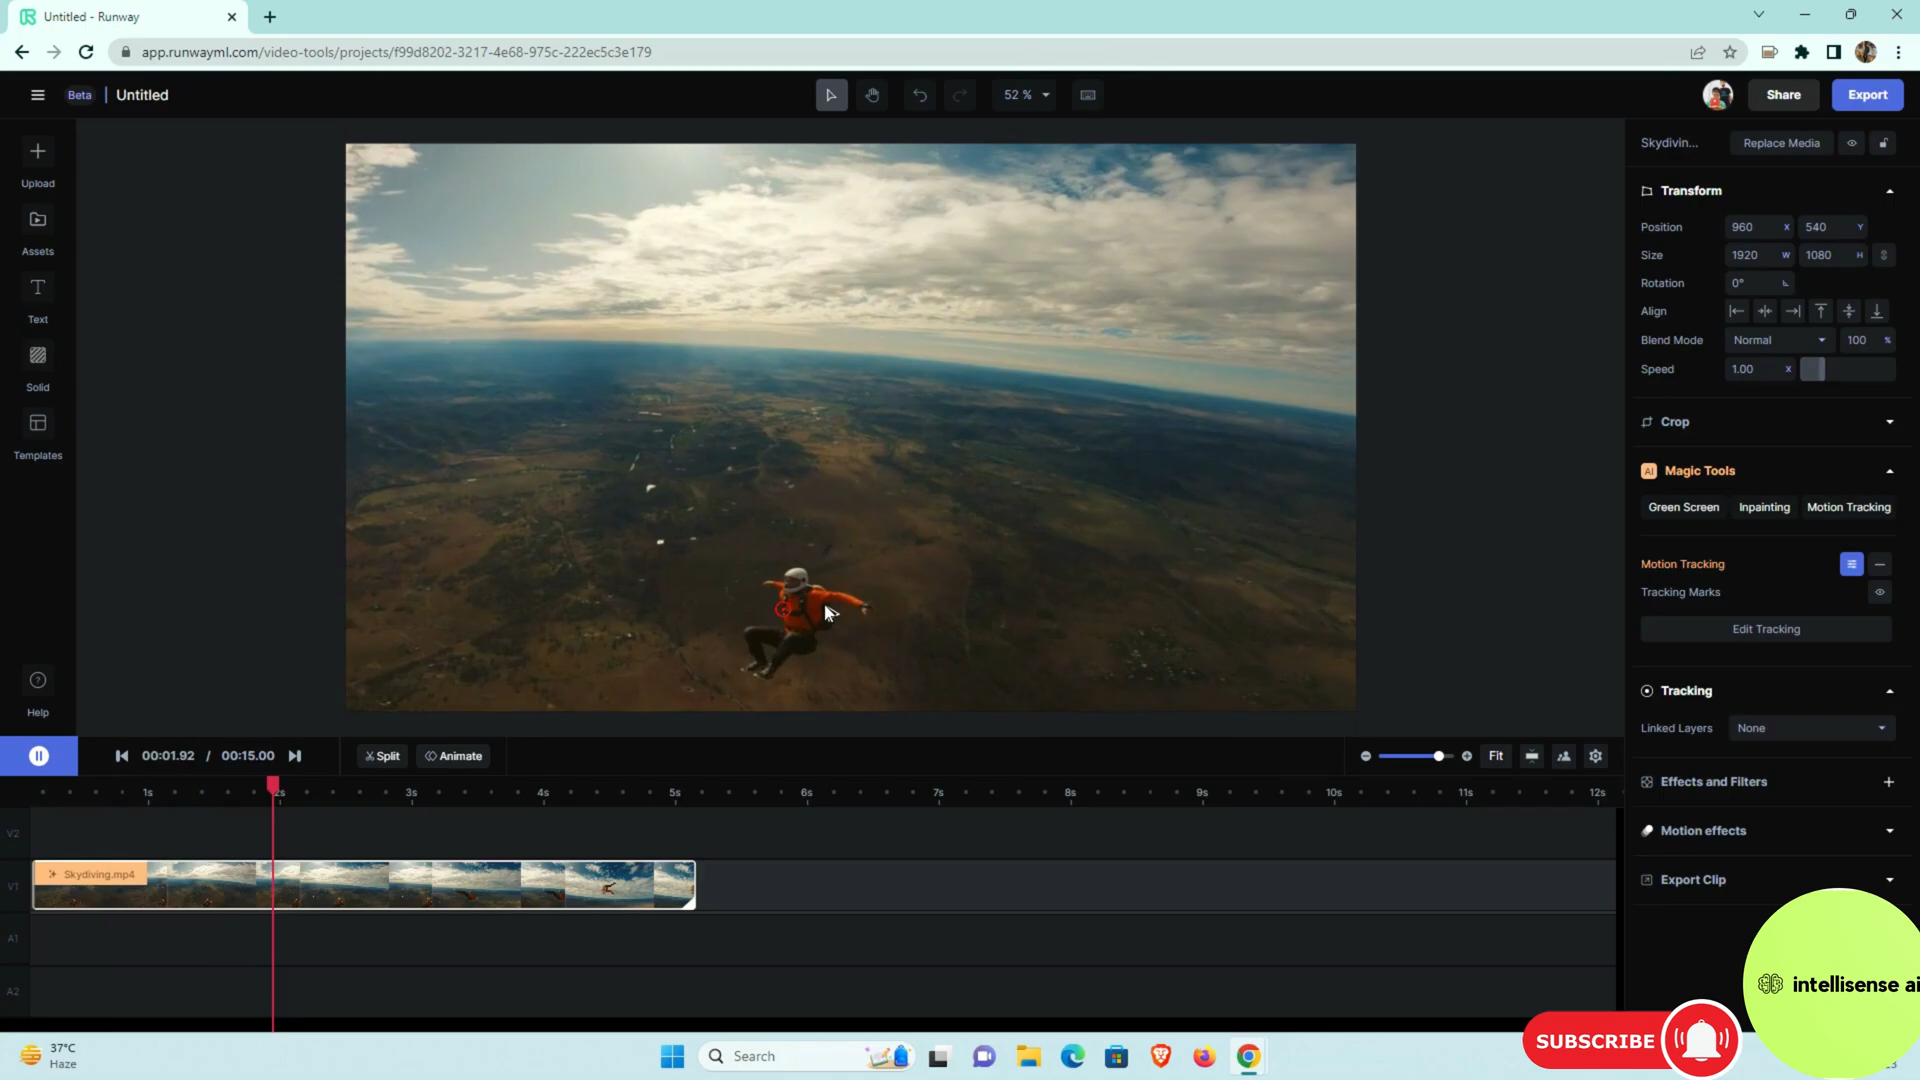 Untitled - Runway
app.runwayml.com/video-tools/projects/f99d8202-3217-4e68-975c-222ec5c3e179
Beta | Untitled
52 %
Share
Export
Upload
Assets
Text
Solid
Templates
Help
Skydivin...
Replace Media
Transform
Position 960 X 540 Y
Size 1920 W 1080 H
Rotation 0°
Align
Blend Mode Normal 100 %
Speed 1.00 X
Crop
AI Magic Tools
Green Screen Inpainting Motion Tracking
Motion Tracking
Tracking Marks
Edit Tracking
Tracking
Linked Layers None
Effects and Filters
Motion effects
Export Clip
00:01.92 / 00:15.00
Split
Animate
Fit
1s 2s 3s 4s 5s 6s 7s 8s 9s 10s 11s 12s
V2
V1
Skydiving.mp4
A1
A2
intellisense ai
SUBSCRIBE
37°C
Haze
Search